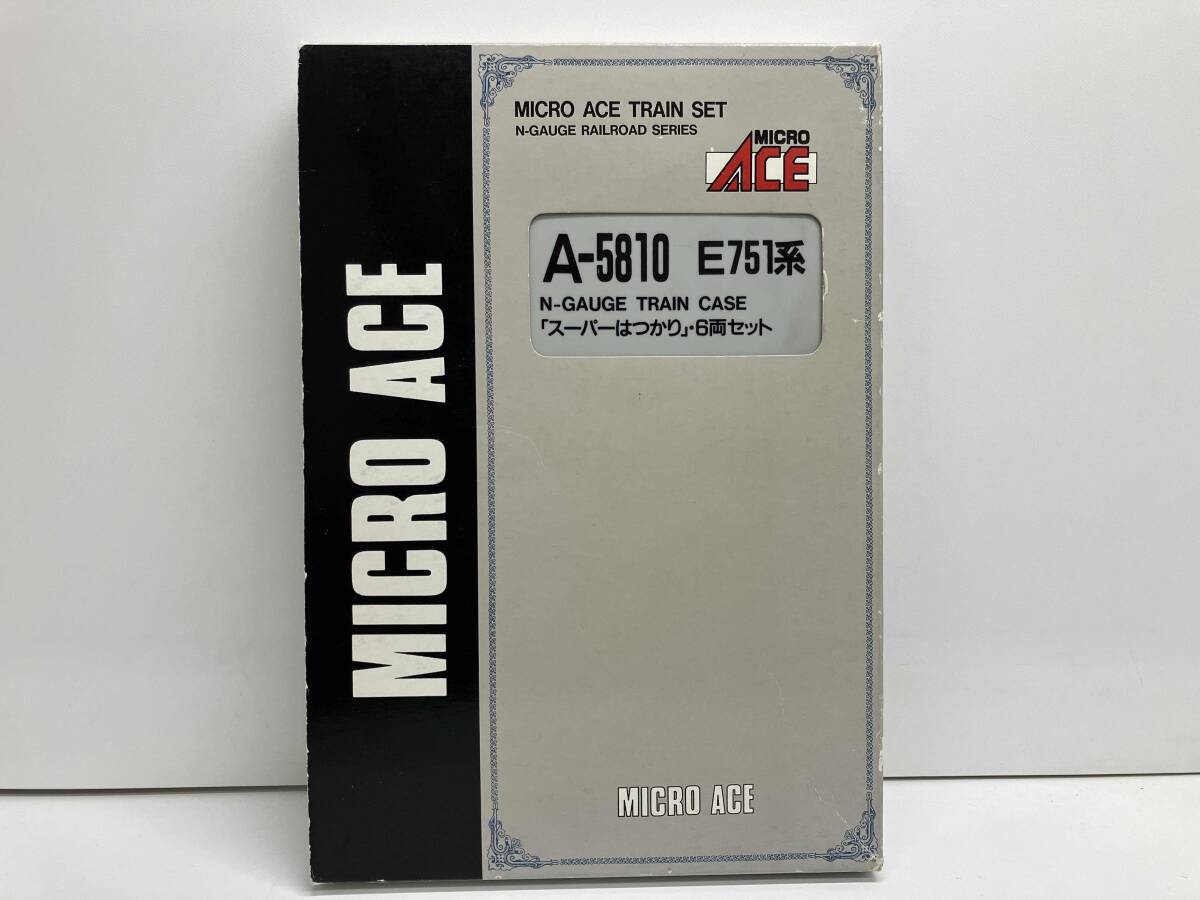 MICRO ACE
MICRO ACE TRAIN SET
N-GAUGE RAILROAD SERIES
MICRO
ACE
A-5810 E751系
N-GAUGE TRAIN CASE
「スーパーはつかり」・6両セット
MICRO ACE